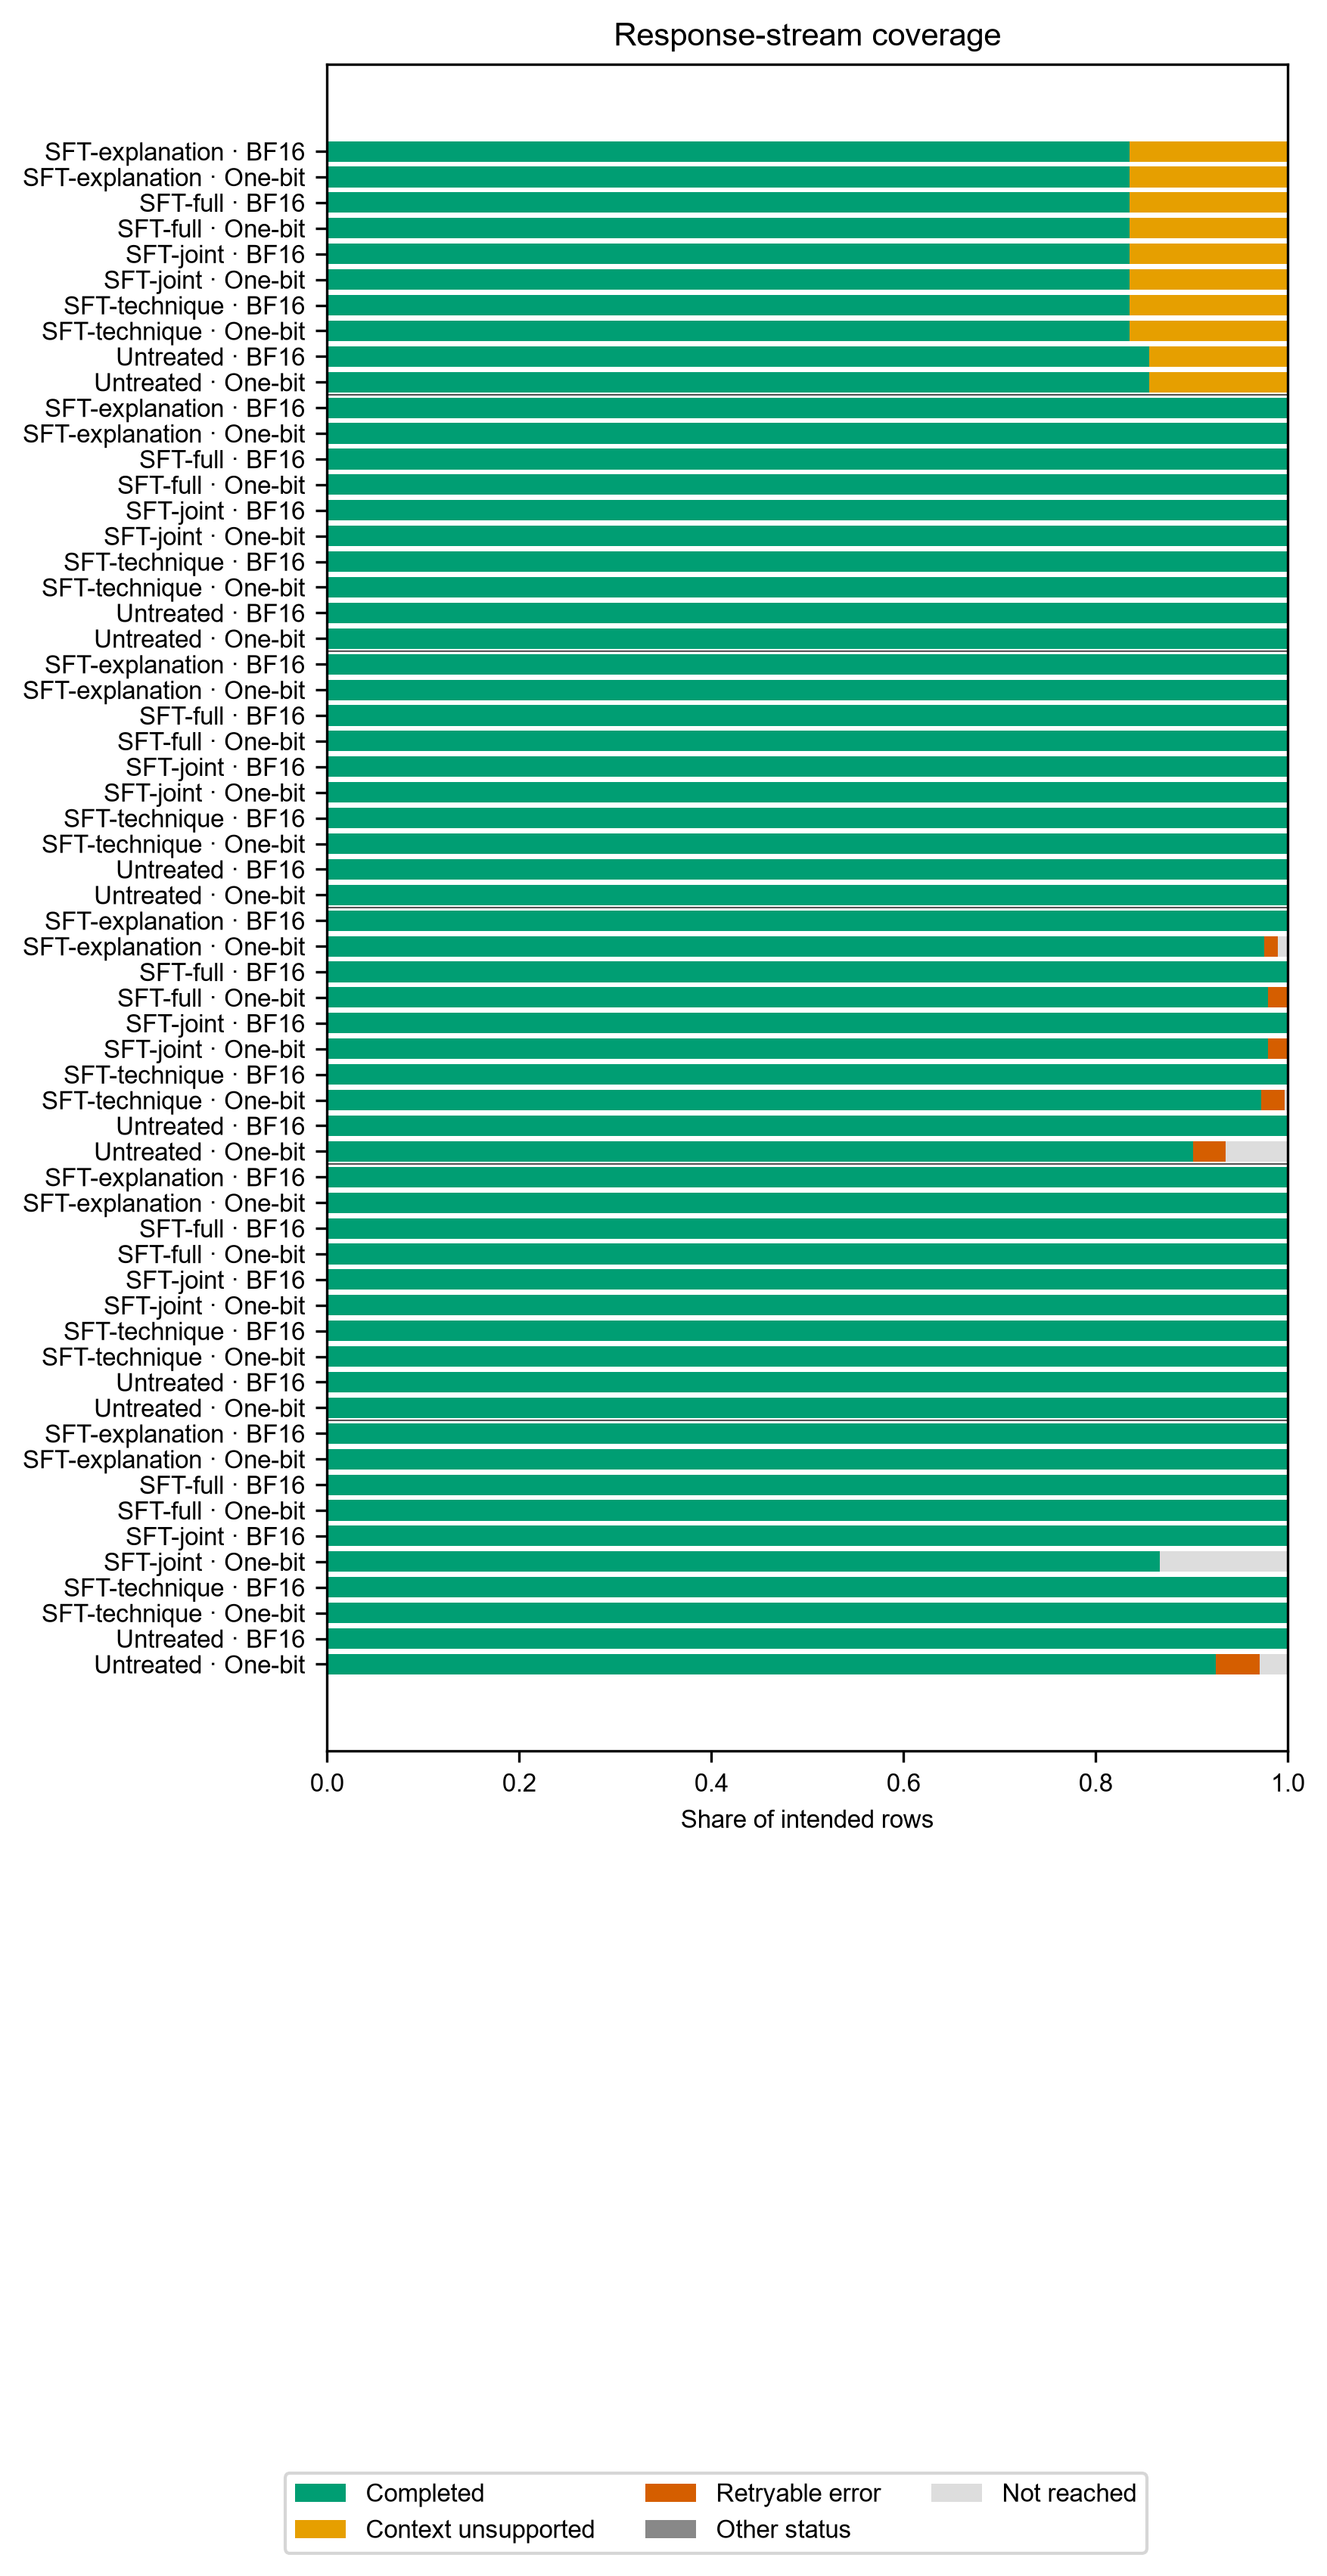 Response-stream coverage
SFT-explanation · BF16
SFT-explanation · One-bit
SFT-full · BF16
SFT-full · One-bit
SFT-joint · BF16
SFT-joint · One-bit
SFT-technique · BF16
SFT-technique · One-bit
Untreated · BF16
Untreated · One-bit
SFT-explanation · BF16
SFT-explanation · One-bit
SFT-full · BF16
SFT-full · One-bit
SFT-joint · BF16
SFT-joint · One-bit
SFT-technique · BF16
SFT-technique · One-bit
Untreated · BF16
Untreated · One-bit
SFT-explanation · BF16
SFT-explanation · One-bit
SFT-full · BF16
SFT-full · One-bit
SFT-joint · BF16
SFT-joint · One-bit
SFT-technique · BF16
SFT-technique · One-bit
Untreated · BF16
Untreated · One-bit
SFT-explanation · BF16
SFT-explanation · One-bit
SFT-full · BF16
SFT-full · One-bit
SFT-joint · BF16
SFT-joint · One-bit
SFT-technique · BF16
SFT-technique · One-bit
Untreated · BF16
Untreated · One-bit
SFT-explanation · BF16
SFT-explanation · One-bit
SFT-full · BF16
SFT-full · One-bit
SFT-joint · BF16
SFT-joint · One-bit
SFT-technique · BF16
SFT-technique · One-bit
Untreated · BF16
Untreated · One-bit
SFT-explanation · BF16
SFT-explanation · One-bit
SFT-full · BF16
SFT-full · One-bit
SFT-joint · BF16
SFT-joint · One-bit
SFT-technique · BF16
SFT-technique · One-bit
Untreated · BF16
Untreated · One-bit
0.0 0.2 0.4 0.6 0.8 1.0
Share of intended rows
Completed Retryable error Not reached
Context unsupported Other status